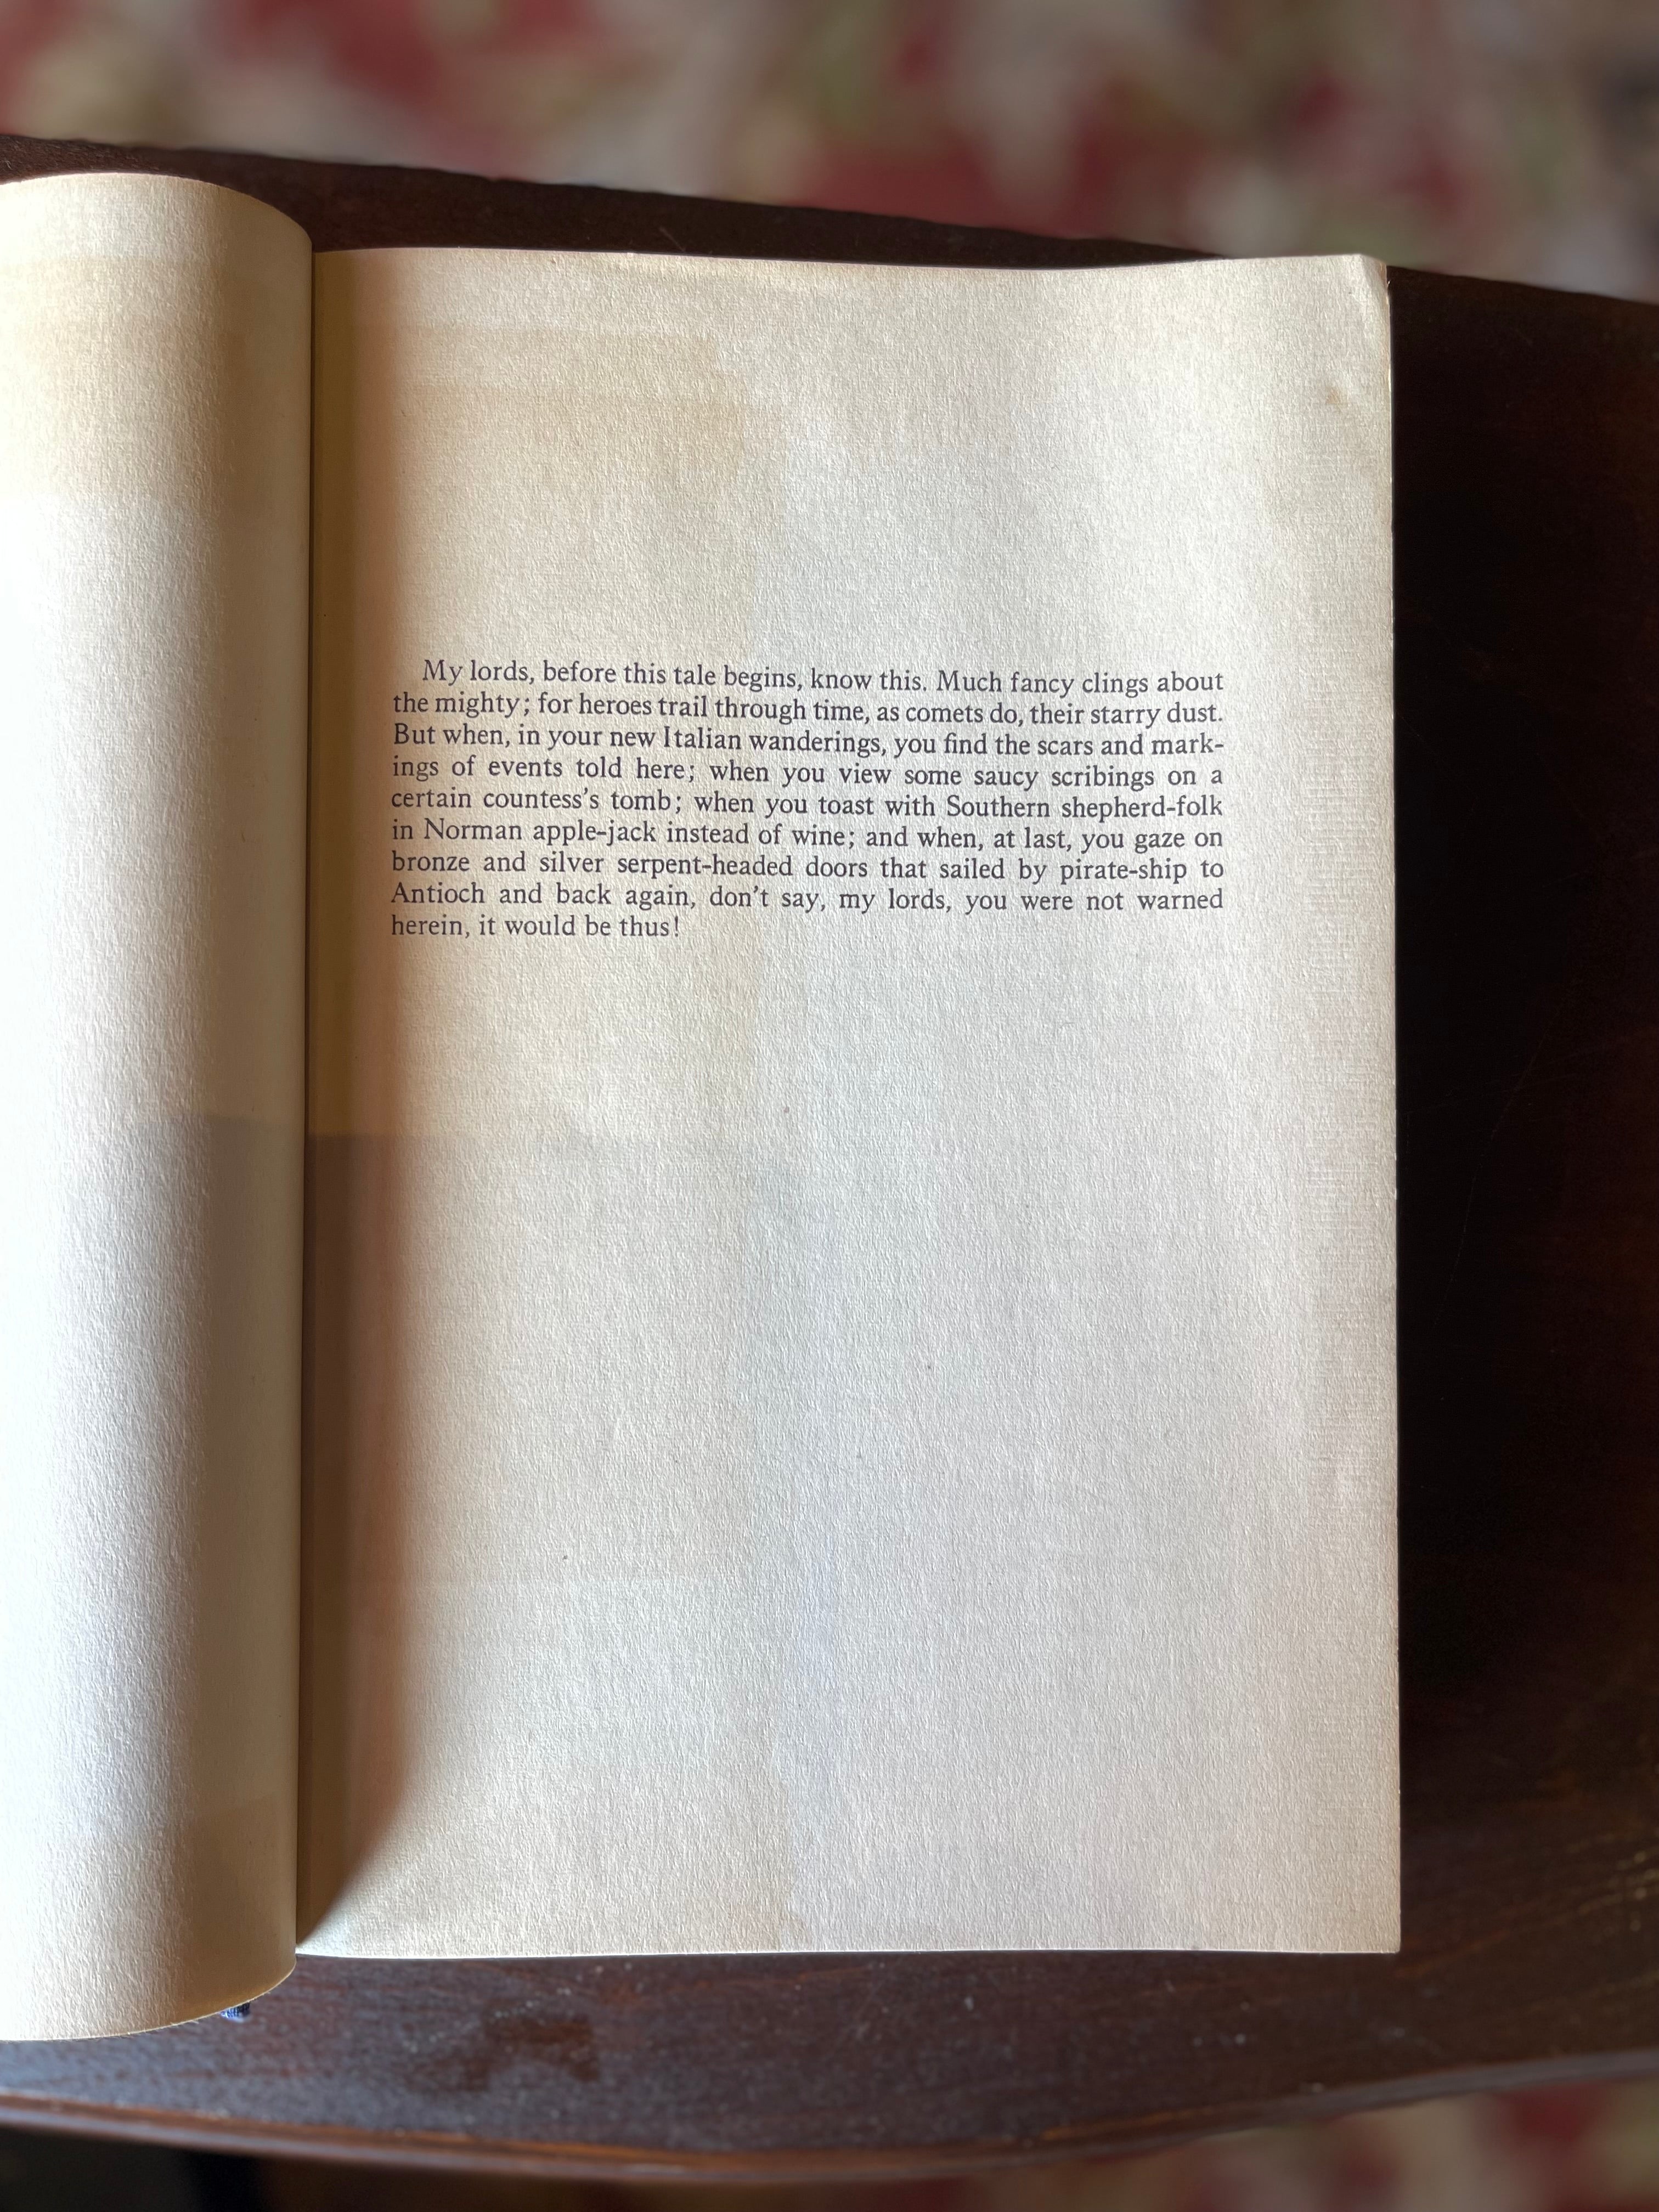 My lords, before this tale begins, know this. Much fancy clings about
the mighty; for heroes trail through time, as comets do, their starry dust.
But when, in your new Italian wanderings, you find the scars and mark-
ings of events told here; when you view some saucy scribings on a
certain countess's tomb; when you toast with Southern shepherd-folk
in Norman apple-jack instead of wine; and when, at last, you gaze on
bronze and silver serpent-headed doors that sailed by pirate-ship to
Antioch and back again, don't say, my lords, you were not warned
herein, it would be thus!